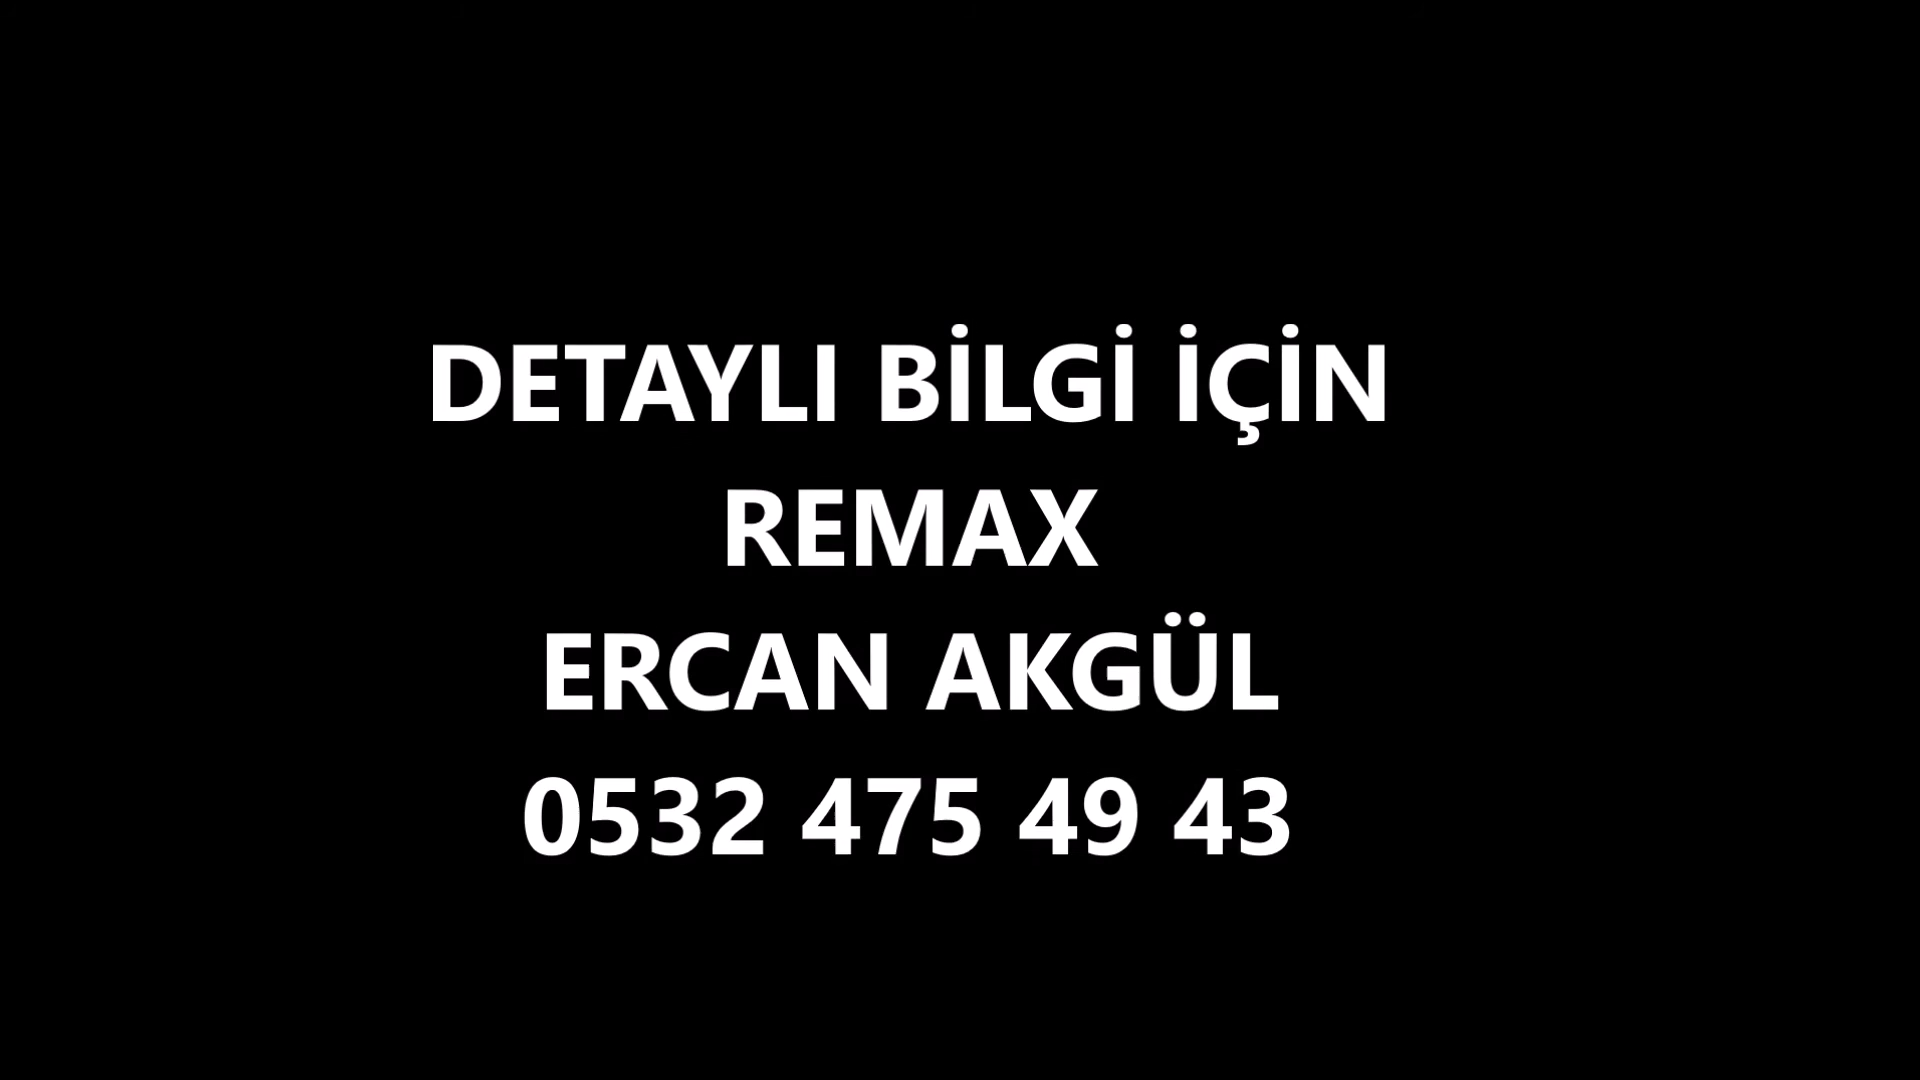 DETAYLI BİLGİ İÇİN
REMAX
ERCAN AKGÜL
0532 475 49 43